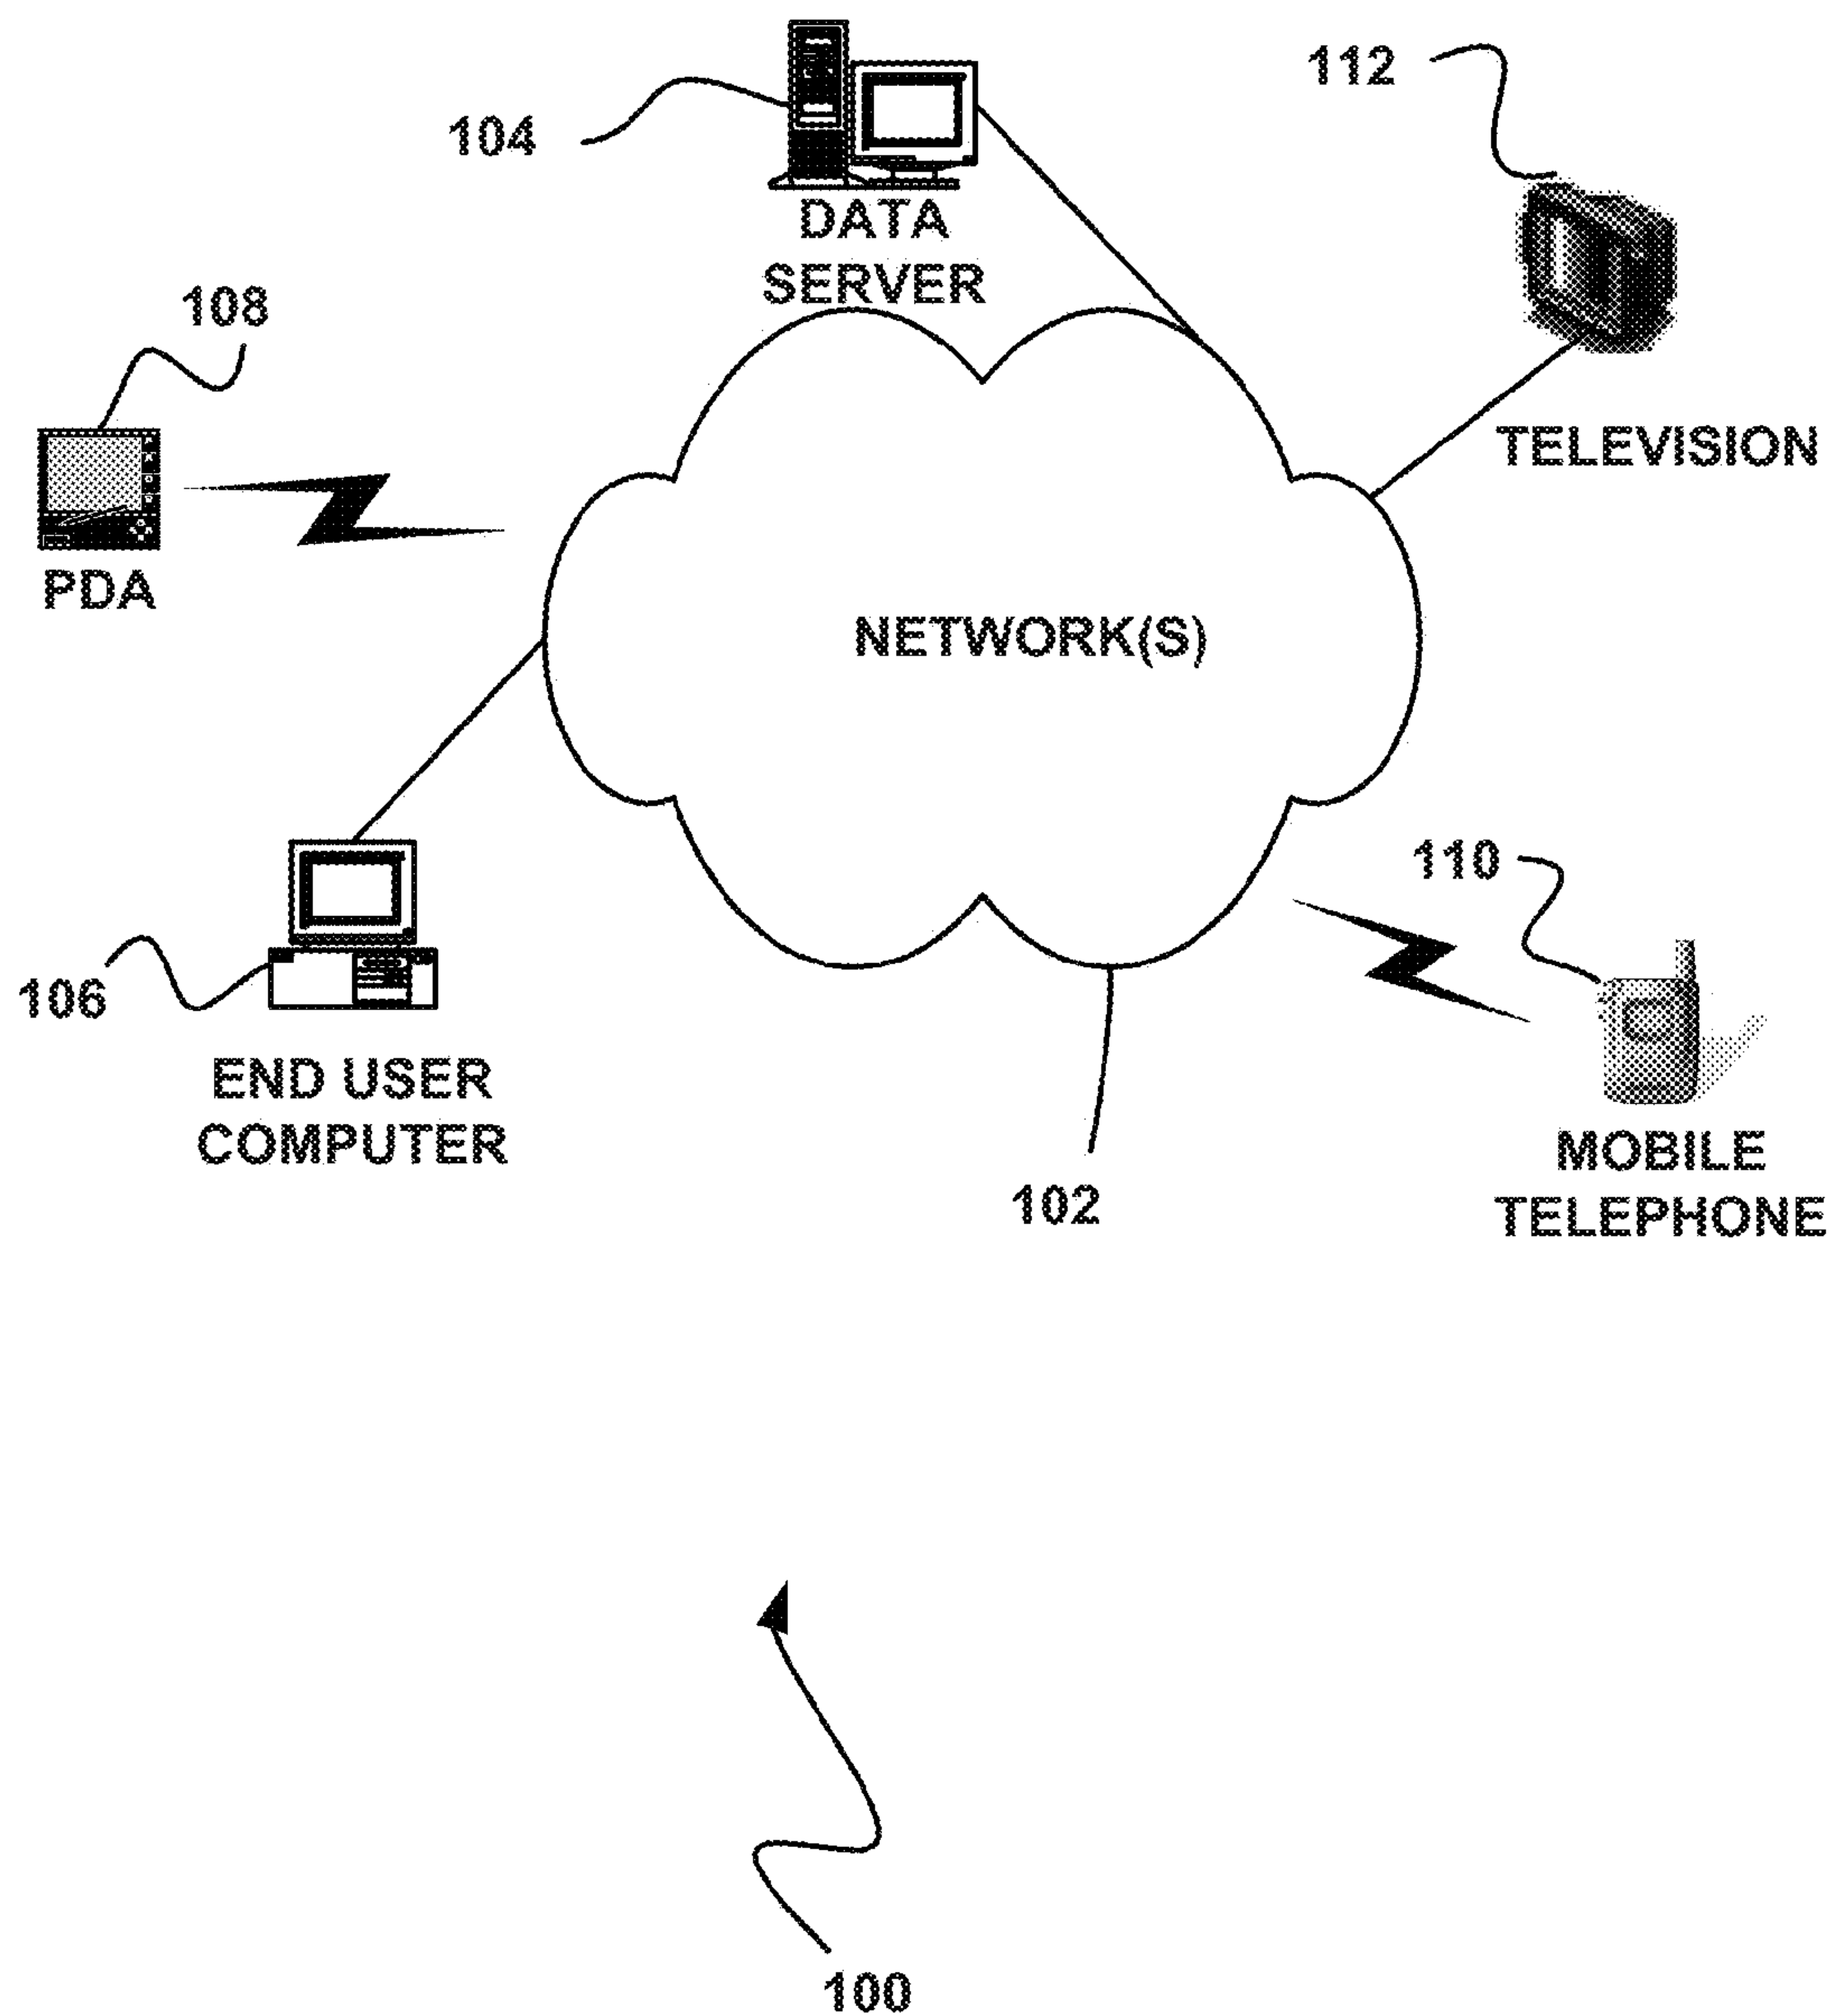 112
104
DATA
SERVER
108
TELEVISION
PDA
NETWORK(S)
110
106
END USER
COMPUTER
MOBILE
TELEPHONE
102
100